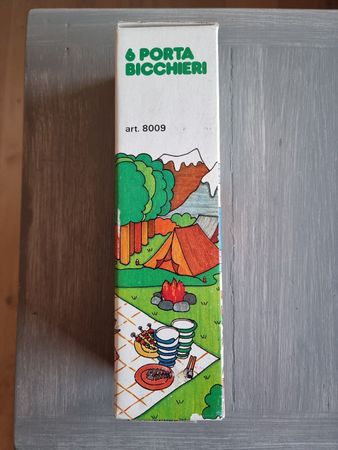 6 PORTA
BICCHIERI
art. 8009